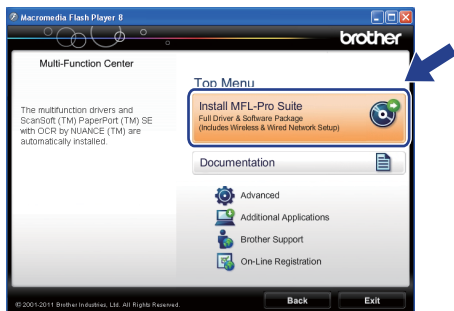 Macromedia Flash Player 8
brother
Multi-Function Center
The multifunction drivers and
ScanSoft (TM) PaperPort (TM) SE
with OCR by NUANCE (TM) are
automatically installed.
Top Menu
Install MFL-Pro Suite
Full Driver & Software Package
(Includes Wireless & Wired Network Setup)
Documentation
Advanced
Additional Applications
Brother Support
On-Line Registration
© 2001-2011 Brother Industries, Ltd. All Rights Reserved.
Back
Exit